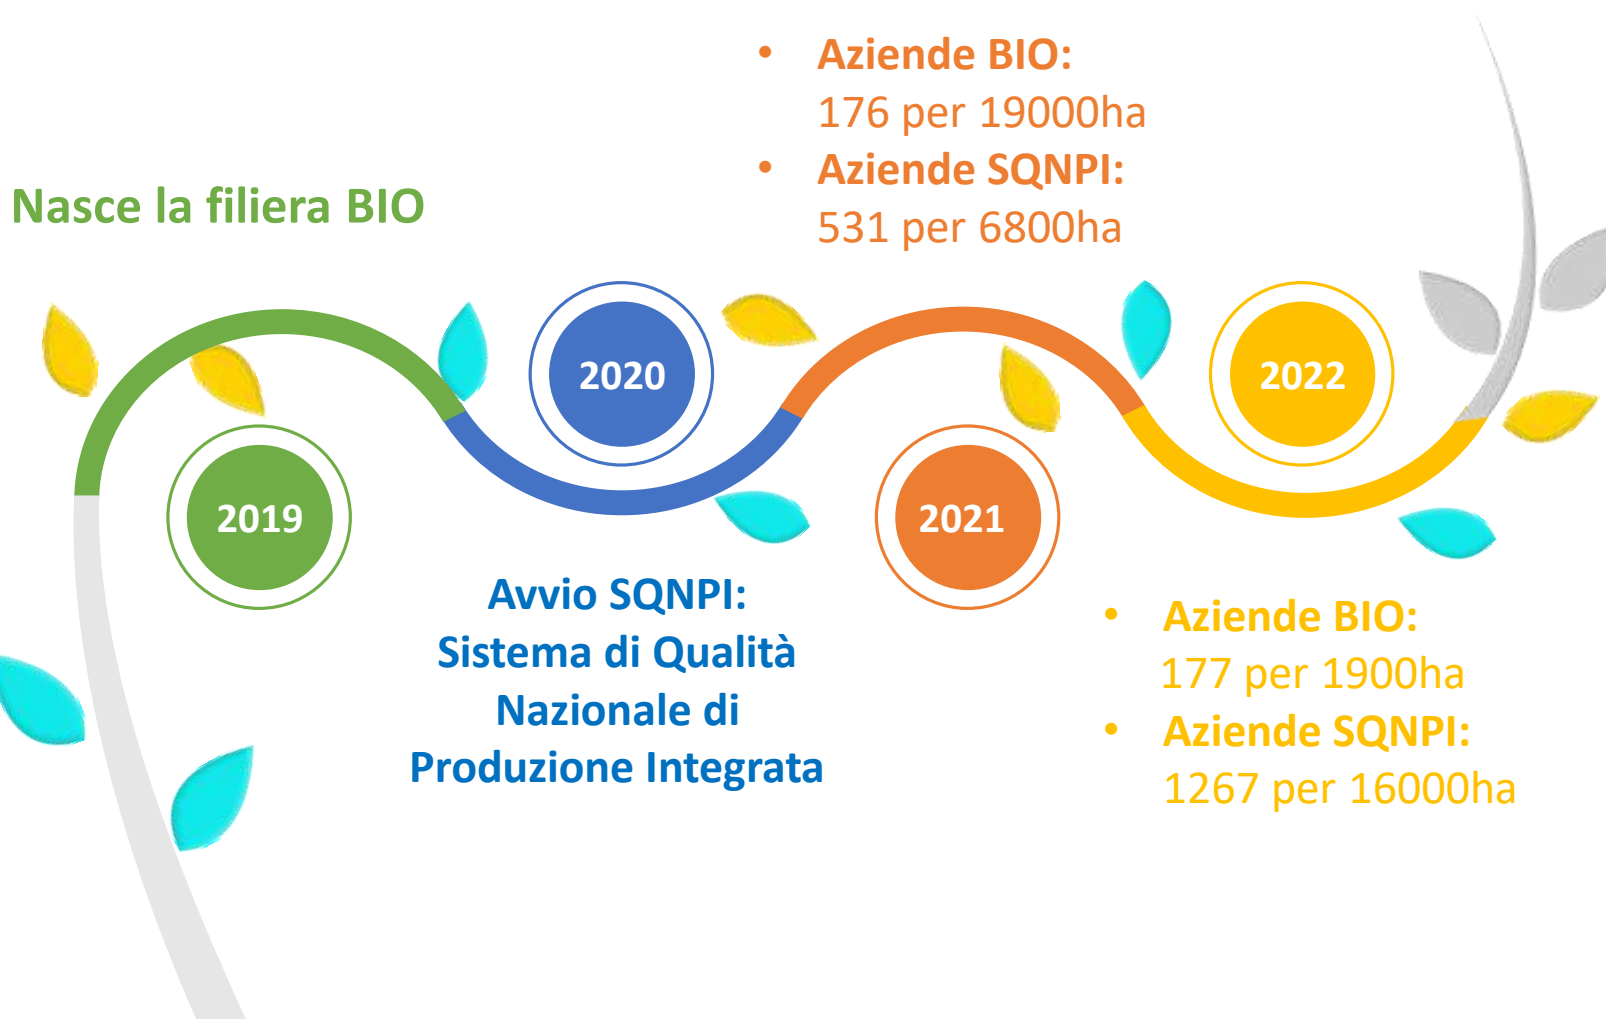 Nasce la filiera BIO
2019
2020
Avvio SQNPI:
Sistema di Qualità
Nazionale di
Produzione Integrata
• Aziende BIO:
176 per 19000ha
• Aziende SQNPI:
531 per 6800ha
2021
2022
• Aziende BIO:
177 per 1900ha
• Aziende SQNPI:
1267 per 16000ha